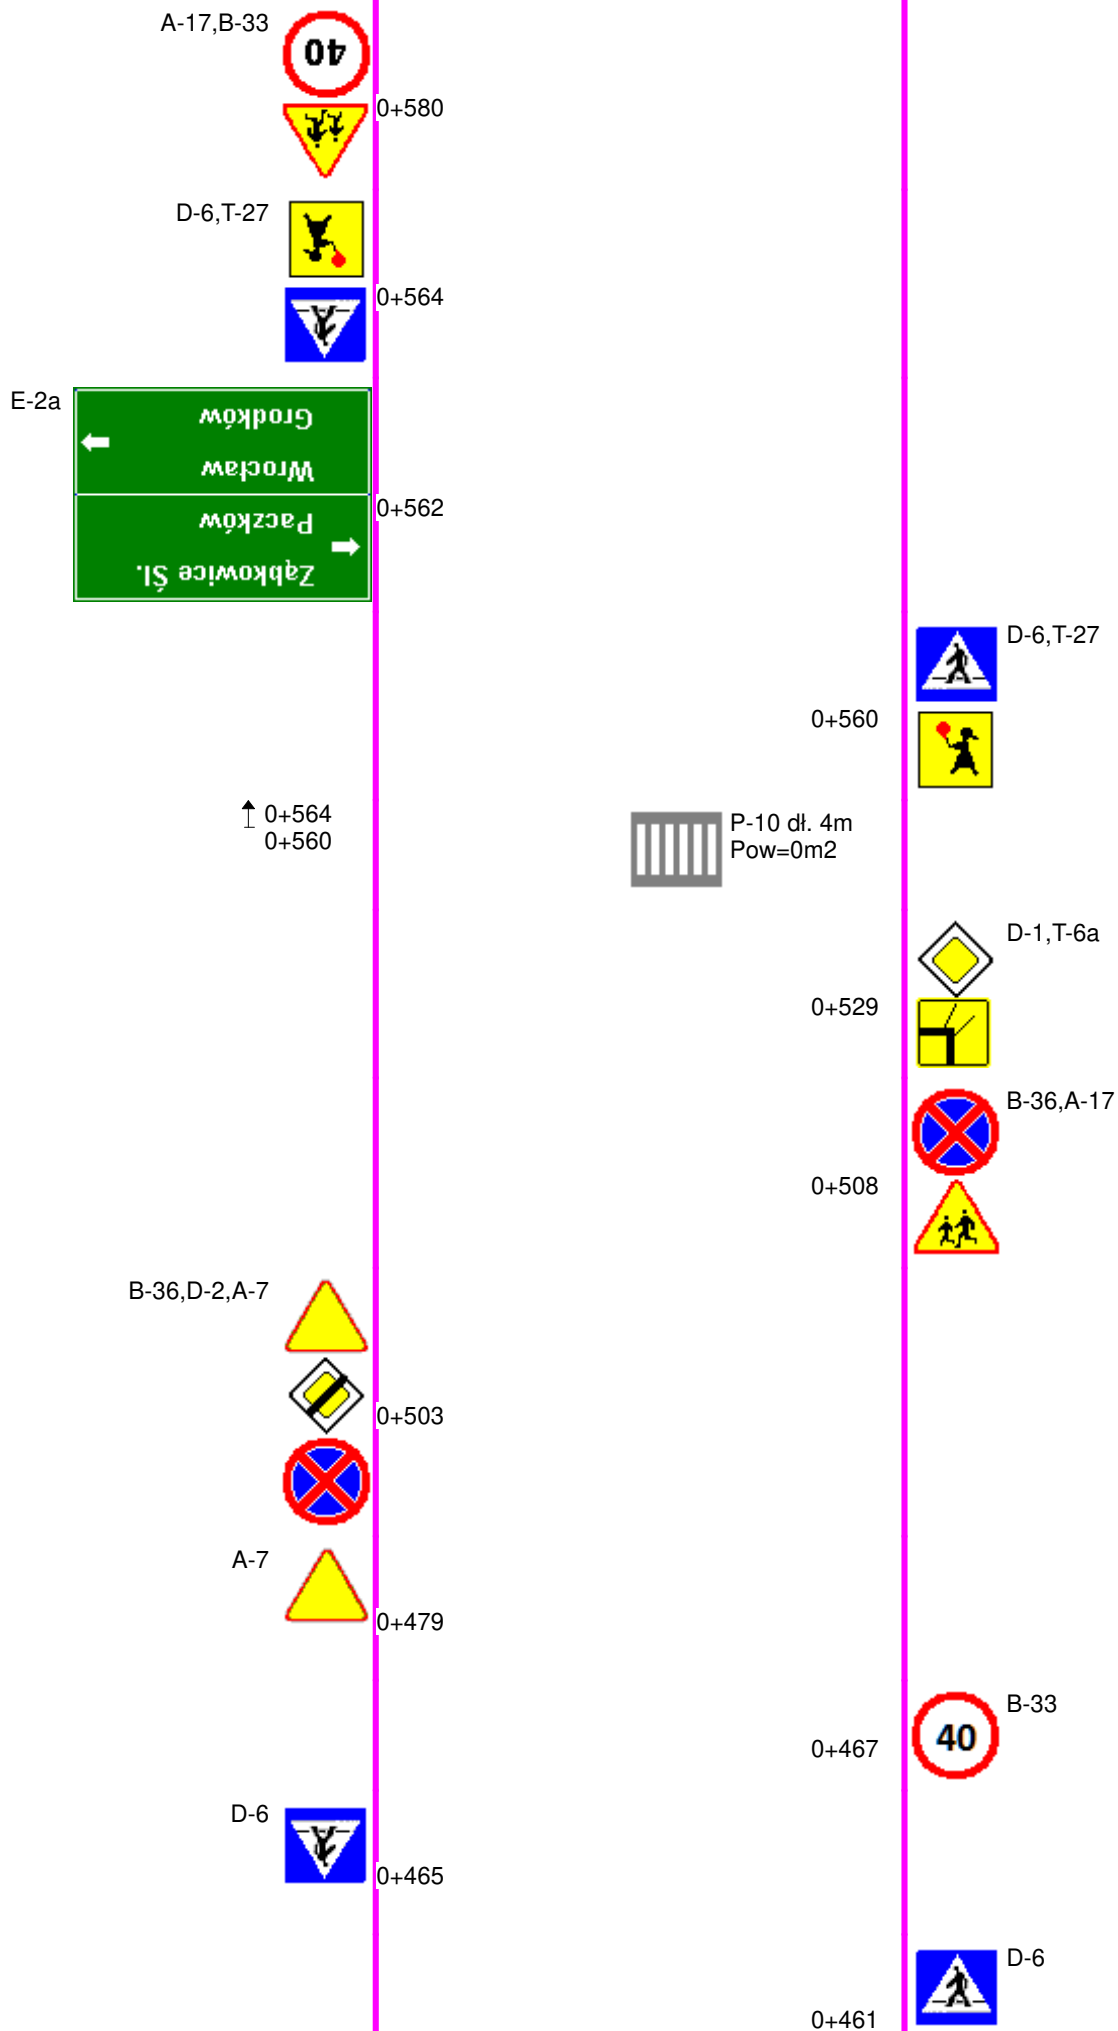 A-17,B-33
40
0+580
D-6,T-27
0+564
E-2a
Grodków
Wrocław
0+562
Paczków
Ząbkowice Śl.
D-6,T-27
0+560
0+564
0+560
P-10 dł. 4m
Pow=0m2
D-1,T-6a
0+529
B-36,A-17
0+508
B-36,D-2,A-7
0+503
A-7
0+479
B-33
40
0+467
D-6
0+465
D-6
0+461